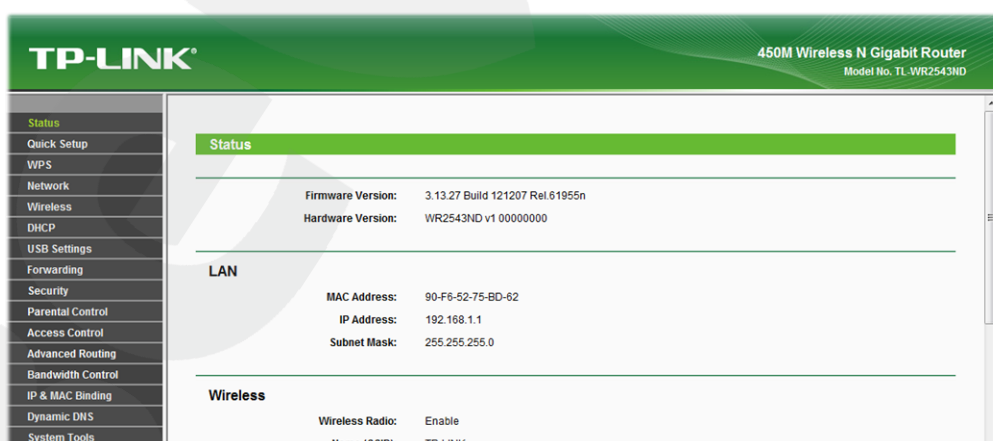 TP-LINK®
450M Wireless N Gigabit Router
Model No. TL-WR2543ND
Status
Quick Setup
WPS
Network
Wireless
DHCP
USB Settings
Forwarding
Security
Parental Control
Access Control
Advanced Routing
Bandwidth Control
IP & MAC Binding
Dynamic DNS
System Tools
Status
Firmware Version: 3.13.27 Build 121207 Rel.61955n
Hardware Version: WR2543ND v1 00000000
LAN
MAC Address: 90-F6-52-75-BD-62
IP Address: 192.168.1.1
Subnet Mask: 255.255.255.0
Wireless
Wireless Radio: Enable